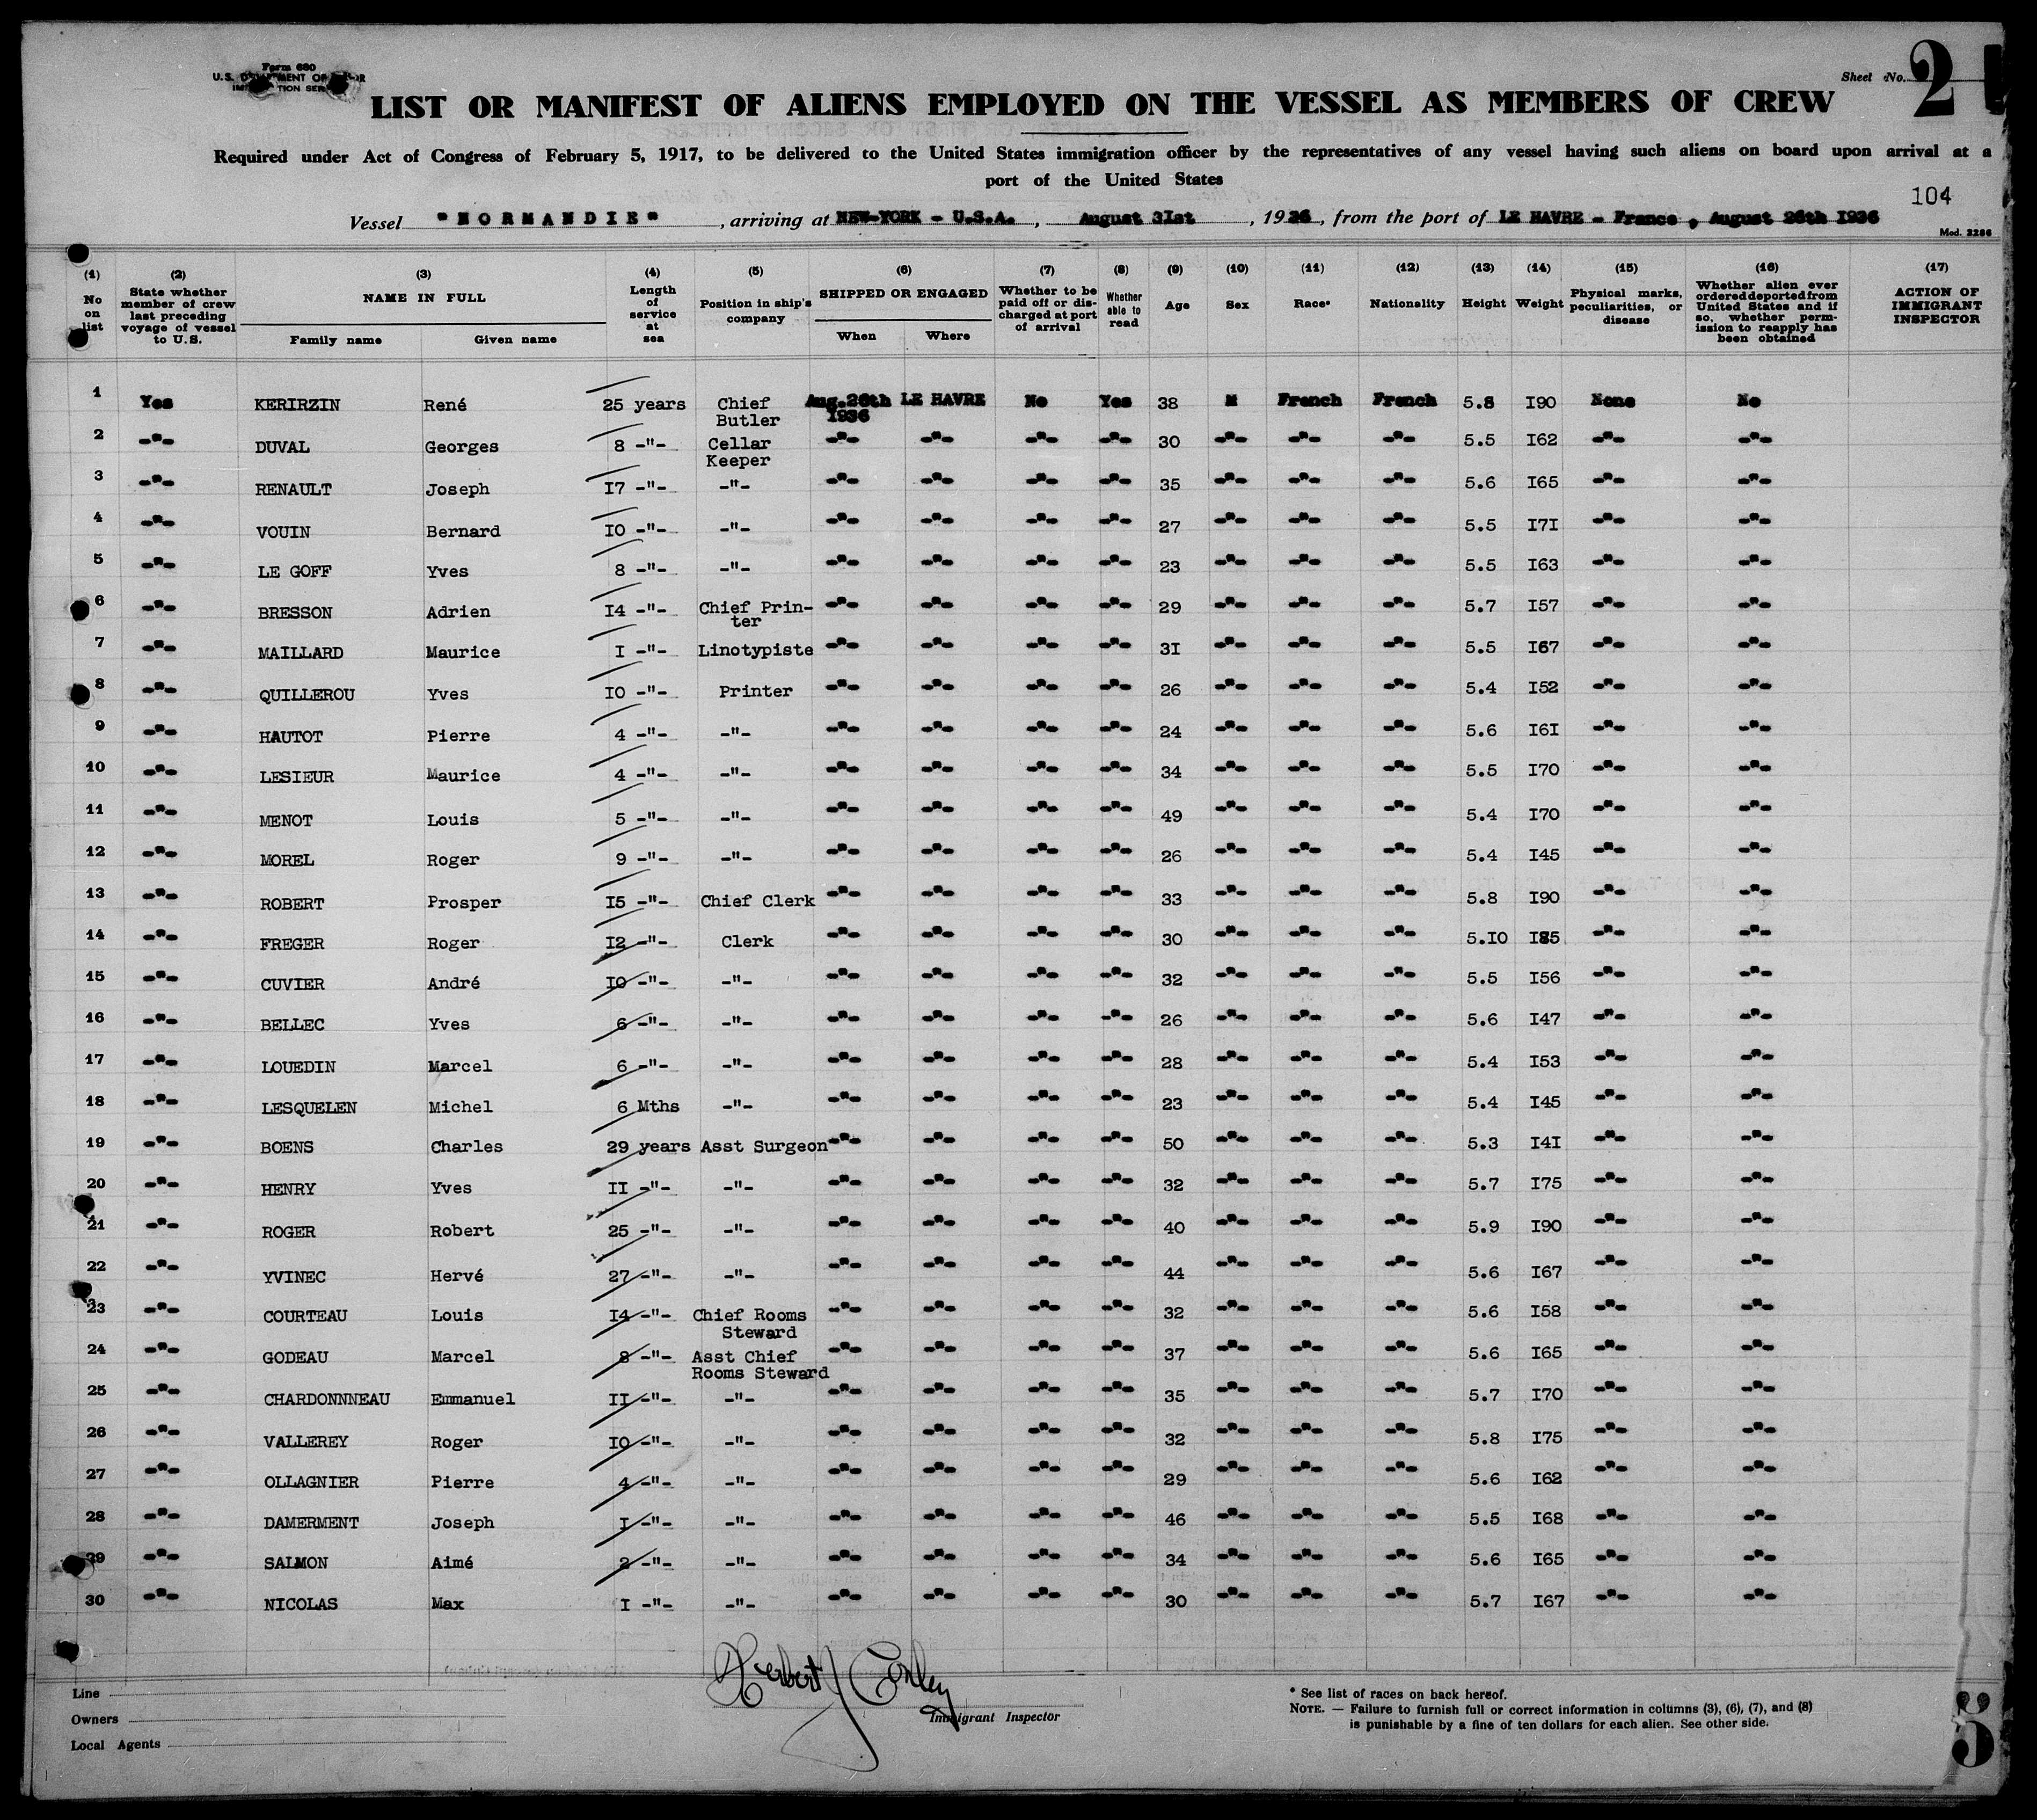 Form 680
U.S. DEPARTMENT OF LABOR
IMMIGRATION SERVICE
Sheet No. 2
LIST OR MANIFEST OF ALIENS EMPLOYED ON THE VESSEL AS MEMBERS OF CREW
Required under Act of Congress of February 5, 1917, to be delivered to the United States immigration officer by the representatives of any vessel having such aliens on board upon arrival at a
port of the United States
104
Vessel "NORMANDIE", arriving at NEW-YORK - U.S.A., August 3Ist, 1936, from the port of LE HAVRE - France, August 26th I936
Mod. 3286
(1) No on list (2) State whether member of crew last preceding voyage of vessel to U.S. (3) NAME IN FULL Family name Given name (4) Length of service at sea (5) Position in ship's company (6) SHIPPED OR ENGAGED When Where (7) Whether to be paid off or discharged at port of arrival (8) Whether able to read (9) Age (10) Sex (11) Race* (12) Nationality (13) Height (14) Weight (15) Physical marks, peculiarities, or disease (16) Whether alien ever ordered deported from United States and if so, whether permission to reapply has been obtained (17) ACTION OF IMMIGRANT INSPECTOR
1 Yes KERIRZIN René 25 years Chief Butler Aug.26th I936 LE HAVRE No Yes 38 M French French 5.8 I90 None No
2 -"- DUVAL Georges 8 -"- Cellar Keeper -"- -"- -"- -"- 30 -"- -"- -"- 5.5 I62 -"- -"-
3 -"- RENAULT Joseph I7 -"- -"- -"- -"- -"- -"- 35 -"- -"- -"- 5.6 I65 -"- -"-
4 -"- VOUIN Bernard IO -"- -"- -"- -"- -"- -"- 27 -"- -"- -"- 5.5 I7I -"- -"-
5 -"- LE GOFF Yves 8 -"- -"- -"- -"- -"- -"- 23 -"- -"- -"- 5.5 I63 -"- -"-
6 -"- BRESSON Adrien I4 -"- Chief Prin-ter -"- -"- -"- -"- 29 -"- -"- -"- 5.7 I57 -"- -"-
7 -"- MAILLARD Maurice I -"- Linotypiste -"- -"- -"- -"- 3I -"- -"- -"- 5.5 I67 -"- -"-
8 -"- QUILLEROU Yves IO -"- Printer -"- -"- -"- -"- 26 -"- -"- -"- 5.4 I52 -"- -"-
9 -"- HAUTOT Pierre 4 -"- -"- -"- -"- -"- -"- 24 -"- -"- -"- 5.6 I6I -"- -"-
10 -"- LESIEUR Maurice 4 -"- -"- -"- -"- -"- -"- 34 -"- -"- -"- 5.5 I70 -"- -"-
11 -"- MENOT Louis 5 -"- -"- -"- -"- -"- -"- 49 -"- -"- -"- 5.4 I70 -"- -"-
12 -"- MOREL Roger 9 -"- -"- -"- -"- -"- -"- 26 -"- -"- -"- 5.4 I45 -"- -"-
13 -"- ROBERT Prosper I5 -"- Chief Clerk -"- -"- -"- -"- 33 -"- -"- -"- 5.8 I90 -"- -"-
14 -"- FREGER Roger I2 -"- Clerk -"- -"- -"- -"- 30 -"- -"- -"- 5.IO I85 -"- -"-
15 -"- CUVIER André IO -"- -"- -"- -"- -"- -"- 32 -"- -"- -"- 5.5 I56 -"- -"-
16 -"- BELLEC Yves 6 -"- -"- -"- -"- -"- -"- 26 -"- -"- -"- 5.6 I47 -"- -"-
17 -"- LOUEDIN Marcel 6 -"- -"- -"- -"- -"- -"- 28 -"- -"- -"- 5.4 I53 -"- -"-
18 -"- LESQUELEN Michel 6 Mths -"- -"- -"- -"- -"- 23 -"- -"- -"- 5.4 I45 -"- -"-
19 -"- BOENS Charles 29 years Asst Surgeon -"- -"- -"- -"- 50 -"- -"- -"- 5.3 I4I -"- -"-
20 -"- HENRY Yves II -"- -"- -"- -"- -"- -"- 32 -"- -"- -"- 5.7 I75 -"- -"-
21 -"- ROGER Robert 25 -"- -"- -"- -"- -"- -"- 40 -"- -"- -"- 5.9 I90 -"- -"-
22 -"- YVINEC Hervé 27 -"- -"- -"- -"- -"- -"- 44 -"- -"- -"- 5.6 I67 -"- -"-
23 -"- COURTEAU Louis I4 -"- Chief Rooms Steward -"- -"- -"- -"- 32 -"- -"- -"- 5.6 I58 -"- -"-
24 -"- GODEAU Marcel 8 -"- Asst Chief Rooms Steward -"- -"- -"- -"- 37 -"- -"- -"- 5.6 I65 -"- -"-
25 -"- CHARDONNNEAU Emmanuel II -"- -"- -"- -"- -"- -"- 35 -"- -"- -"- 5.7 I70 -"- -"-
26 -"- VALLEREY Roger IO -"- -"- -"- -"- -"- -"- 32 -"- -"- -"- 5.8 I75 -"- -"-
27 -"- OLLAGNIER Pierre 4 -"- -"- -"- -"- -"- -"- 29 -"- -"- -"- 5.6 I62 -"- -"-
28 -"- DAMERMENT Joseph I -"- -"- -"- -"- -"- -"- 46 -"- -"- -"- 5.5 I68 -"- -"-
29 -"- SALMON Aimé 2 -"- -"- -"- -"- -"- -"- 34 -"- -"- -"- 5.6 I65 -"- -"-
30 -"- NICOLAS Max I -"- -"- -"- -"- -"- -"- 30 -"- -"- -"- 5.7 I67 -"- -"-
Herbert J Conley
Immigrant Inspector
Line
Owners
Local Agents
* See list of races on back hereof.
NOTE. — Failure to furnish full or correct information in columns (3), (6), (7), and (8)
is punishable by a fine of ten dollars for each alien. See other side.
5